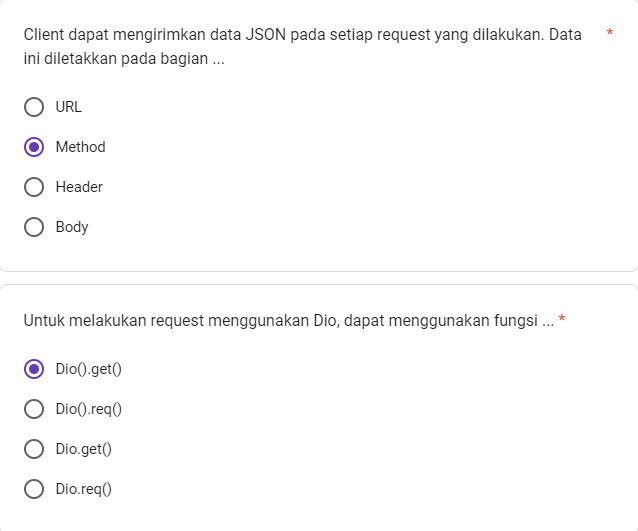 Client dapat mengirimkan data JSON pada setiap request yang dilakukan. Data *
ini diletakkan pada bagian ...
URL
Method
Header
Body
Untuk melakukan request menggunakan Dio, dapat menggunakan fungsi ... *
Dio().get()
Dio().req()
Dio.get()
Dio.req()